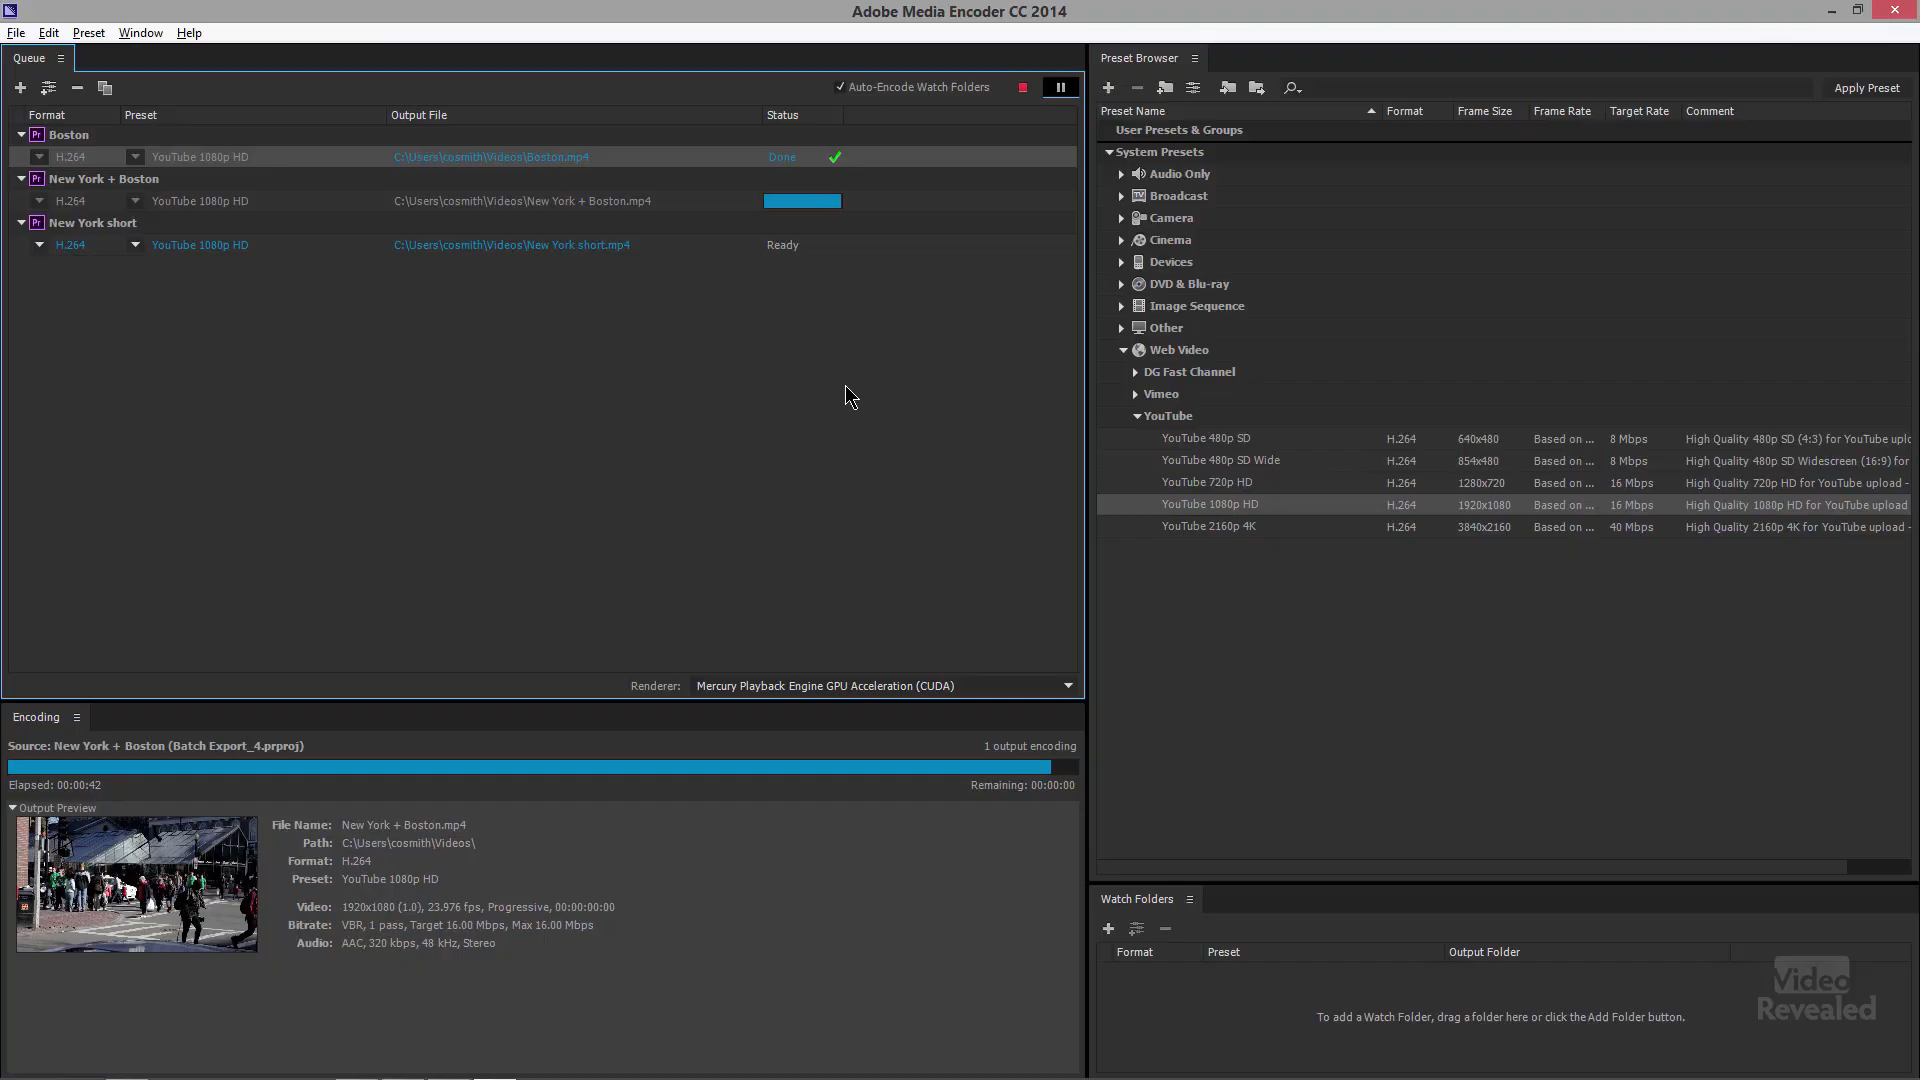 Adobe Media Encoder CC 2014
File Edit Preset Window Help
Queue
Auto-Encode Watch Folders
Format Preset Output File Status
Pr Boston
H.264 YouTube 1080p HD C:\Users\cosmith\Videos\Boston.mp4 Done
Pr New York + Boston
H.264 YouTube 1080p HD C:\Users\cosmith\Videos\New York + Boston.mp4
Pr New York short
H.264 YouTube 1080p HD C:\Users\cosmith\Videos\New York short.mp4 Ready
Renderer: Mercury Playback Engine GPU Acceleration (CUDA)
Encoding
Source: New York + Boston (Batch Export_4.prproj) 1 output encoding
Elapsed: 00:00:42 Remaining: 00:00:00
Output Preview
File Name: New York + Boston.mp4
Path: C:\Users\cosmith\Videos\
Format: H.264
Preset: YouTube 1080p HD
Video: 1920x1080 (1.0), 23.976 fps, Progressive, 00:00:00:00
Bitrate: VBR, 1 pass, Target 16.00 Mbps, Max 16.00 Mbps
Audio: AAC, 320 kbps, 48 kHz, Stereo
Preset Browser
Apply Preset
Preset Name Format Frame Size Frame Rate Target Rate Comment
User Presets & Groups
System Presets
Audio Only
TV Broadcast
Camera
Cinema
Devices
DVD & Blu-ray
Image Sequence
Other
Web Video
DG Fast Channel
Vimeo
YouTube
YouTube 480p SD H.264 640x480 Based on ... 8 Mbps High Quality 480p SD (4:3) for YouTube uplo
YouTube 480p SD Wide H.264 854x480 Based on ... 8 Mbps High Quality 480p SD Widescreen (16:9) for
YouTube 720p HD H.264 1280x720 Based on ... 16 Mbps High Quality 720p HD for YouTube upload -
YouTube 1080p HD H.264 1920x1080 Based on ... 16 Mbps High Quality 1080p HD for YouTube upload
YouTube 2160p 4K H.264 3840x2160 Based on ... 40 Mbps High Quality 2160p 4K for YouTube upload -
Watch Folders
Format Preset Output Folder
To add a Watch Folder, drag a folder here or click the Add Folder button.
Video
Revealed